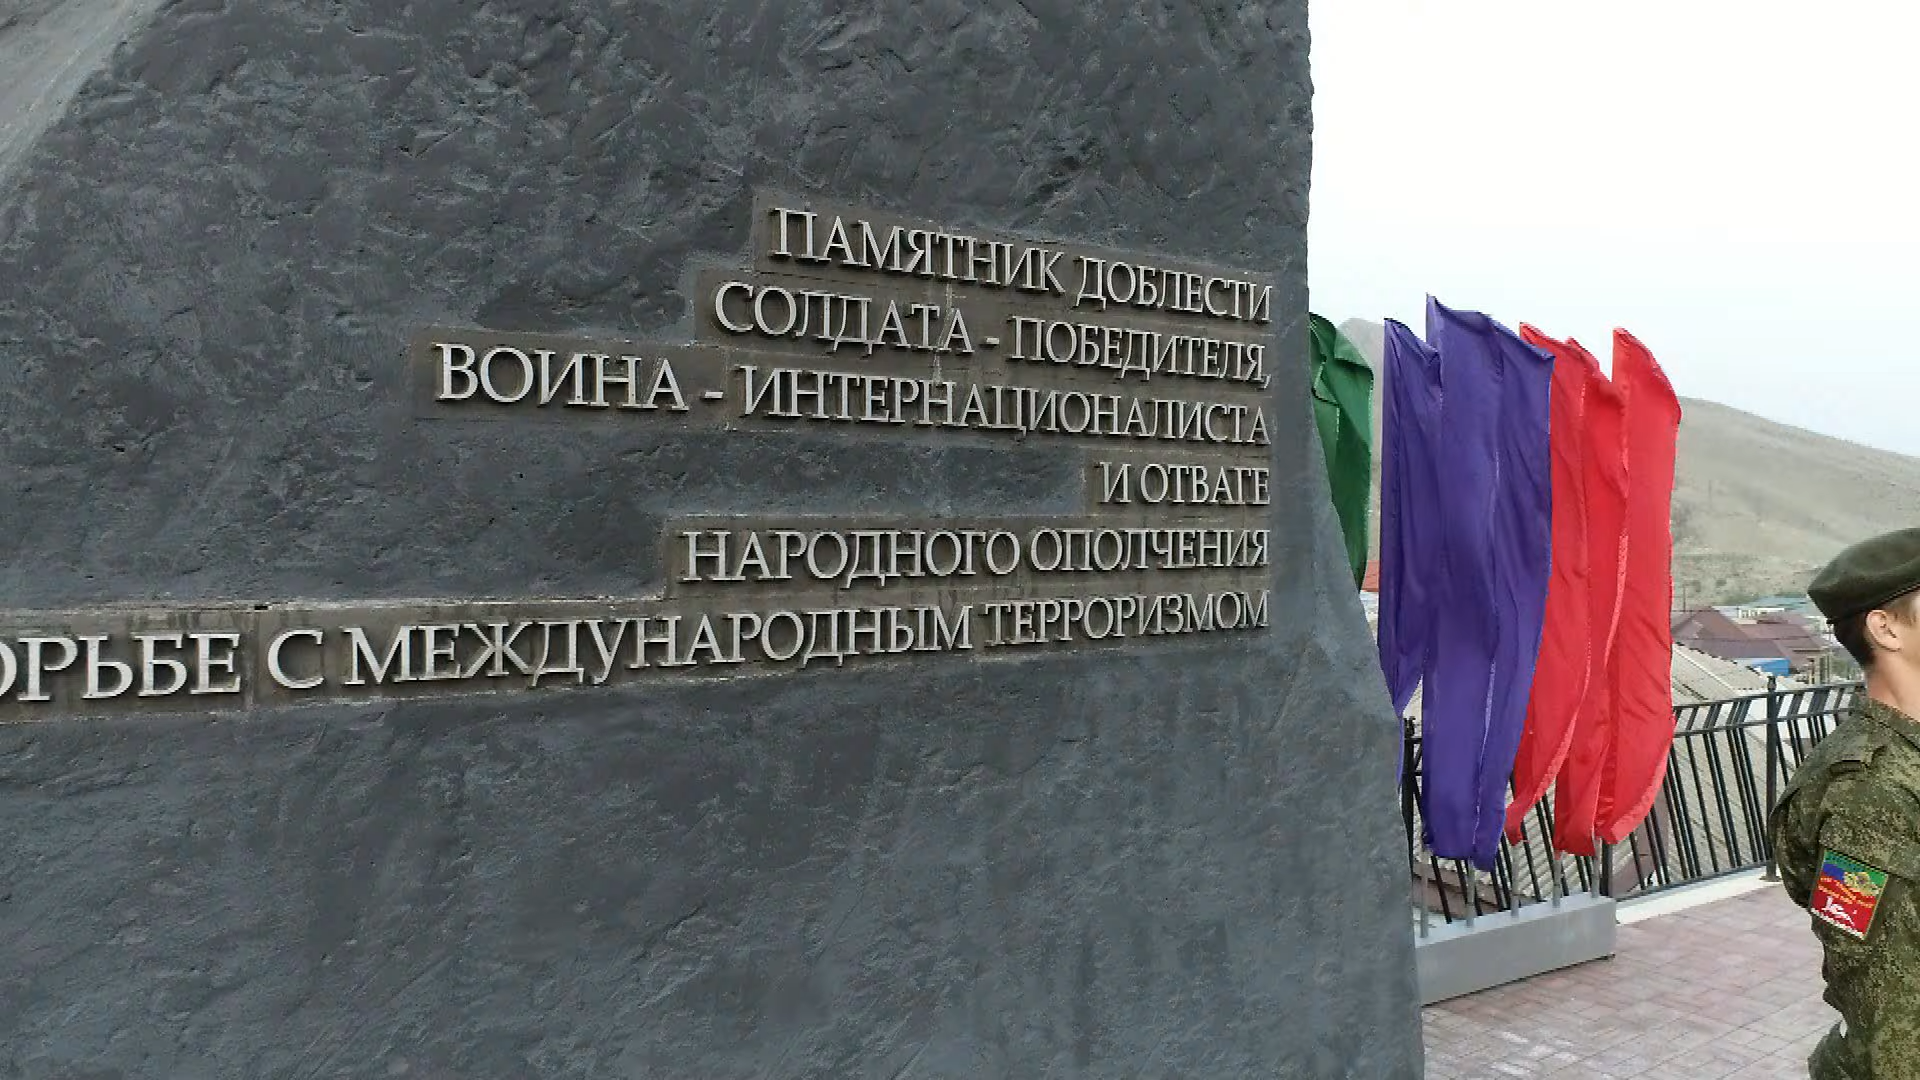 ПАМЯТНИК ДОБЛЕСТИ
СОЛДАТА - ПОБЕДИТЕЛЯ,
ВОИНА - ИНТЕРНАЦИОНАЛИСТА
И ОТВАГЕ
НАРОДНОГО ОПОЛЧЕНИЯ
ОРЬБЕ С МЕЖДУНАРОДНЫМ ТЕРРОРИЗМОМ